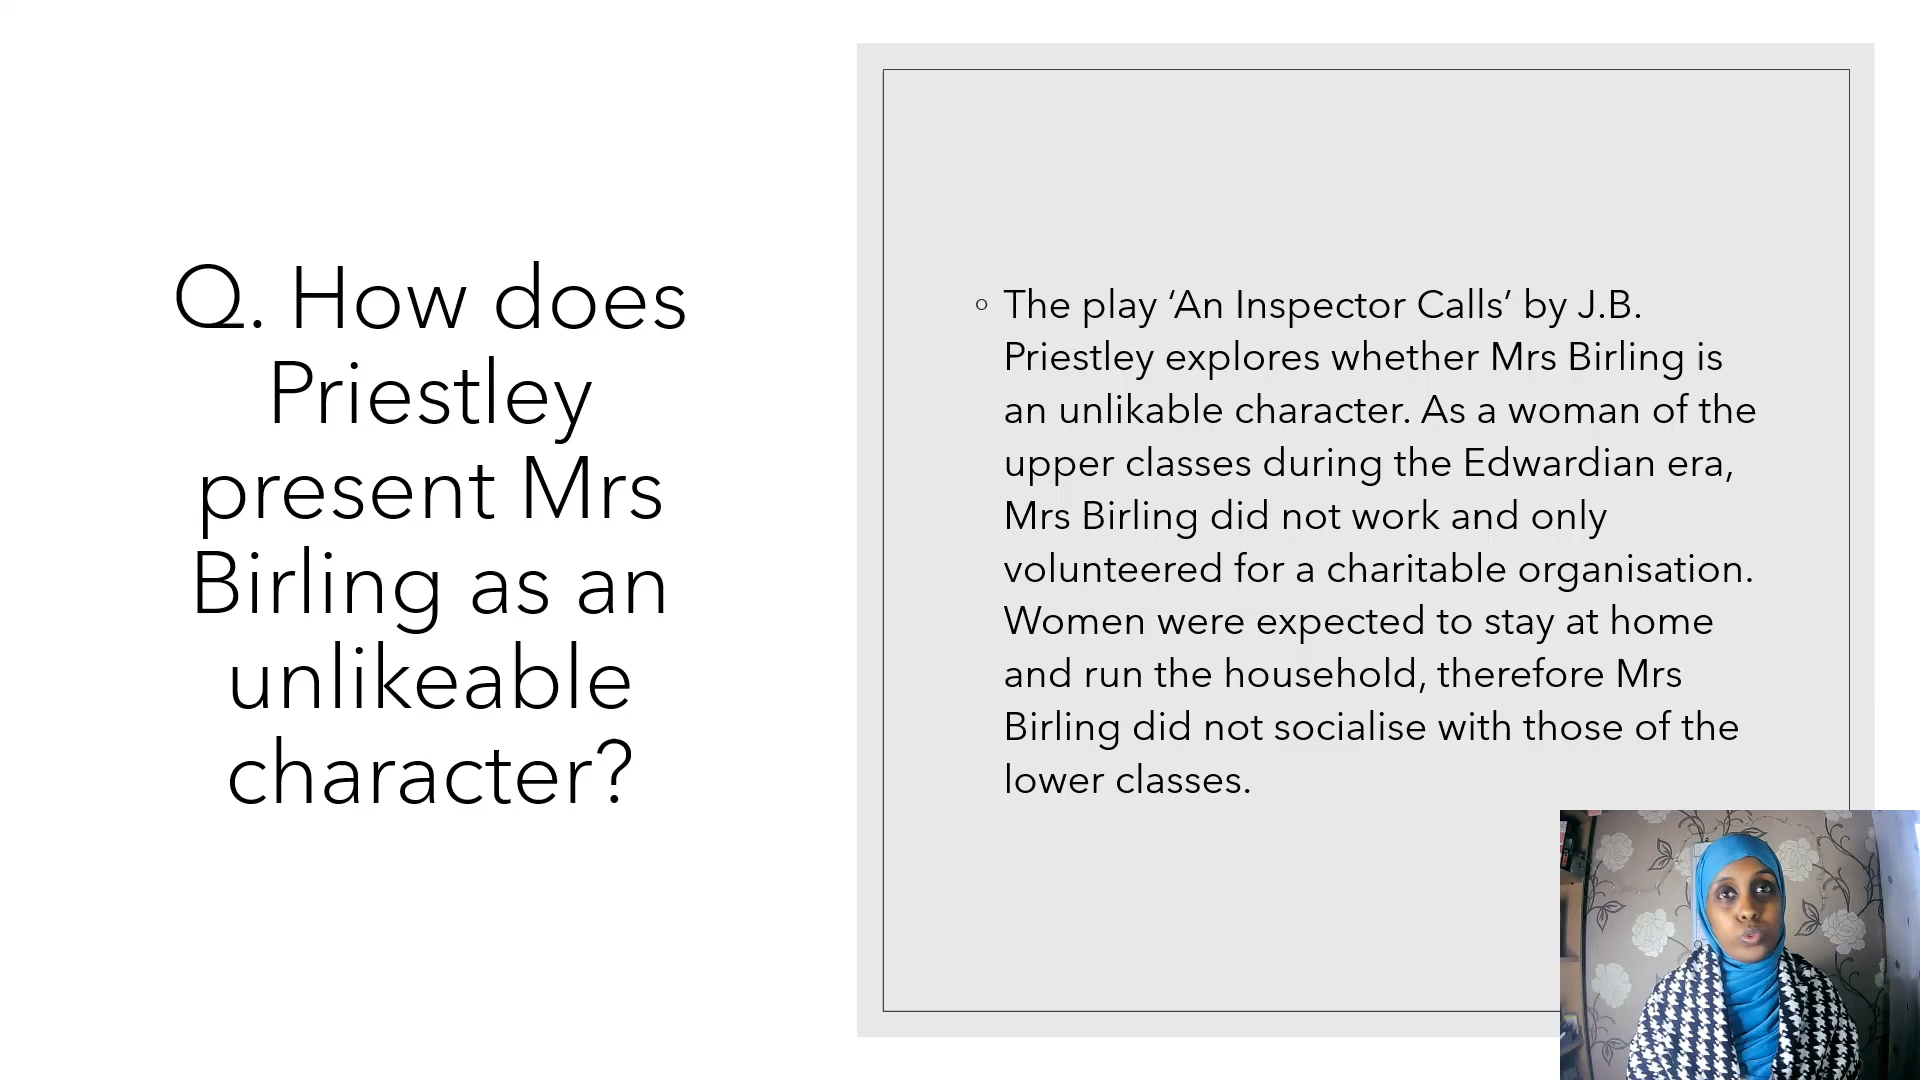 Q. How does
Priestley
present Mrs
Birling as an
unlikeable
character?
◦ The play ‘An Inspector Calls’ by J.B.
Priestley explores whether Mrs Birling is
an unlikable character. As a woman of the
upper classes during the Edwardian era,
Mrs Birling did not work and only
volunteered for a charitable organisation.
Women were expected to stay at home
and run the household, therefore Mrs
Birling did not socialise with those of the
lower classes.